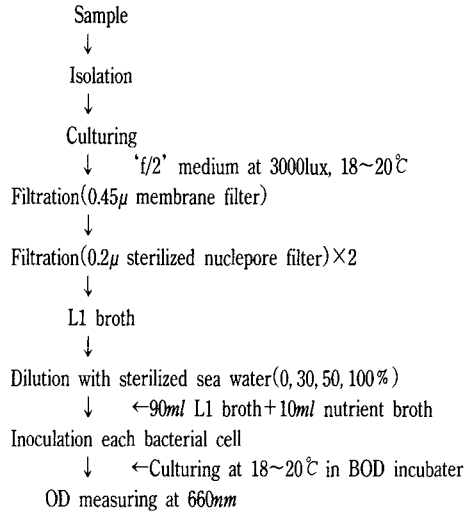 Sample
↓
Isolation
↓
Culturing
↓ ‘f/2’ medium at 3000lux, 18~20℃
Filtration(0.45μ membrane filter)
↓
Filtration(0.2μ sterilized nuclepore filter)×2
↓
L1 broth
↓
Dilution with sterilized sea water(0, 30, 50, 100%)
↓ ←90ml L1 broth+10ml nutrient broth
Inoculation each bacterial cell
↓ ←Culturing at 18~20℃ in BOD incubater
OD measuring at 660nm